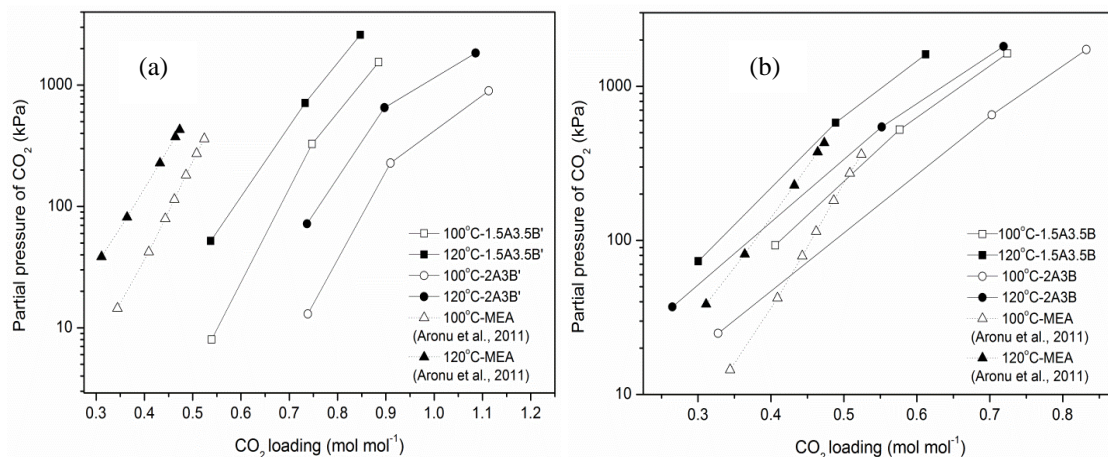 (a)
Partial pressure of CO₂ (kPa)
1000
100
10
100°C-1.5A3.5B'
120°C-1.5A3.5B'
100°C-2A3B'
120°C-2A3B'
100°C-MEA
(Aronu et al., 2011)
120°C-MEA
(Aronu et al., 2011)
0.3 0.4 0.5 0.6 0.7 0.8 0.9 1.0 1.1 1.2
CO₂ loading (mol mol⁻¹)
(b)
Partial pressure of CO₂ (kPa)
1000
100
10
100°C-1.5A3.5B
120°C-1.5A3.5B
100°C-2A3B
120°C-2A3B
100°C-MEA
(Aronu et al., 2011)
120°C-MEA
(Aronu et al., 2011)
0.3 0.4 0.5 0.6 0.7 0.8
CO₂ loading (mol mol⁻¹)